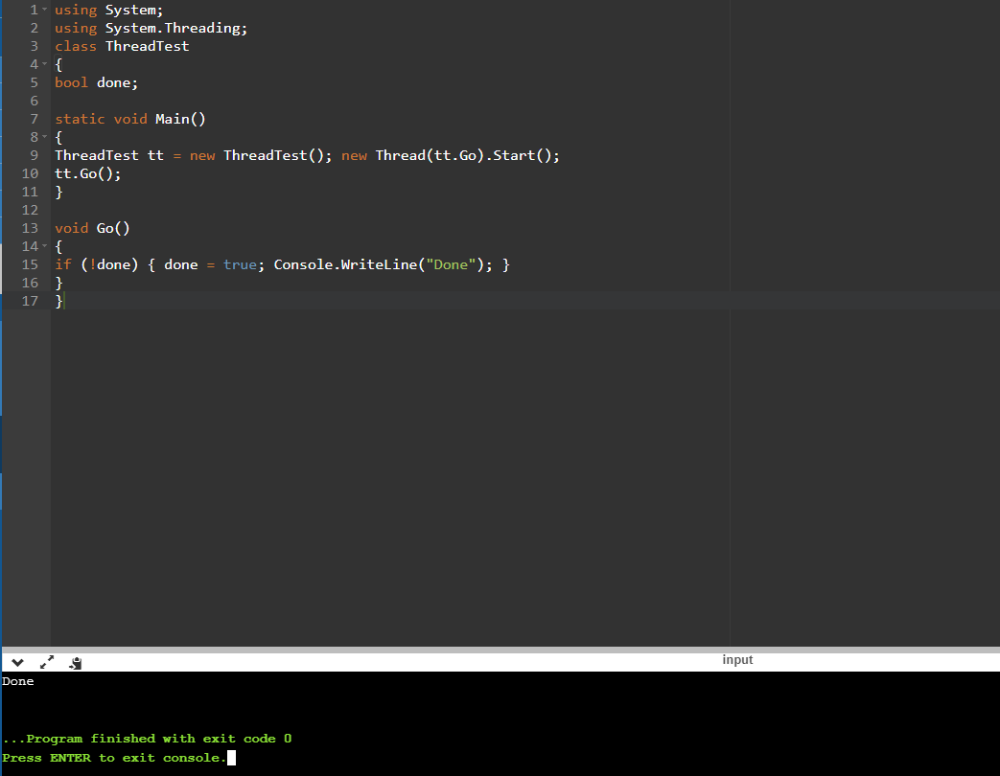 1 using System;
2 using System.Threading;
3 class ThreadTest
4 {
5 bool done;
6
7 static void Main()
8 {
9 ThreadTest tt = new ThreadTest(); new Thread(tt.Go).Start();
10 tt.Go();
11 }
12
13 void Go()
14 {
15 if (!done) { done = true; Console.WriteLine("Done"); }
16 }
17 }
input
Done
...Program finished with exit code 0
Press ENTER to exit console.